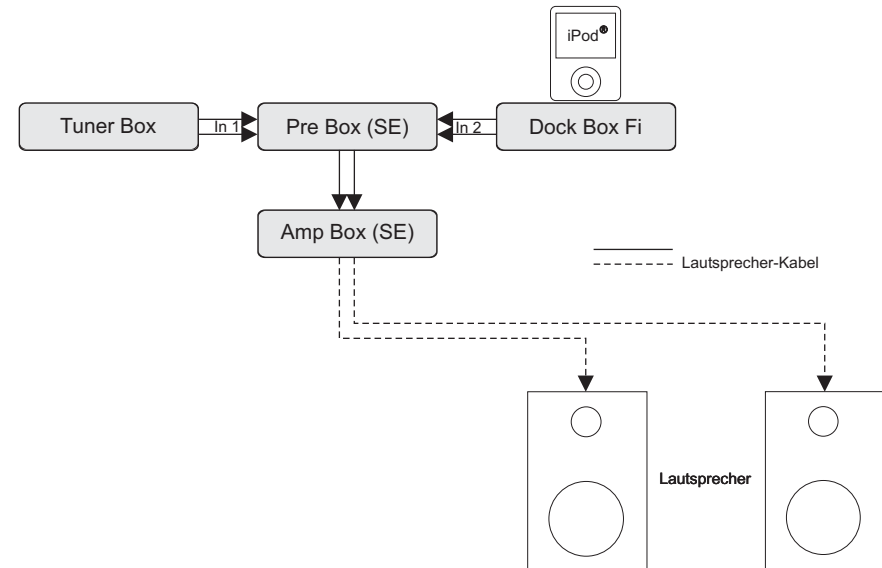 iPod®
Tuner Box
In 1
Pre Box (SE)
In 2
Dock Box Fi
Amp Box (SE)
Lautsprecher-Kabel
Lautsprecher